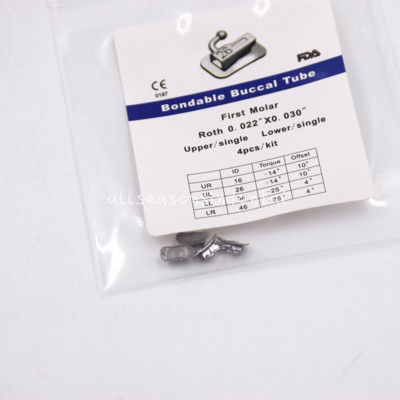 26
CE
0197
FDA
Bondable Buccal Tube
First Molar
Roth 0.022"X0.030"
Upper/single Lower/single
4pcs/kit
ID Torque Offset
UR 16 -14° 10°
UL 26 -14° 10°
LL -25° 4°
LR 46 -25° 4°